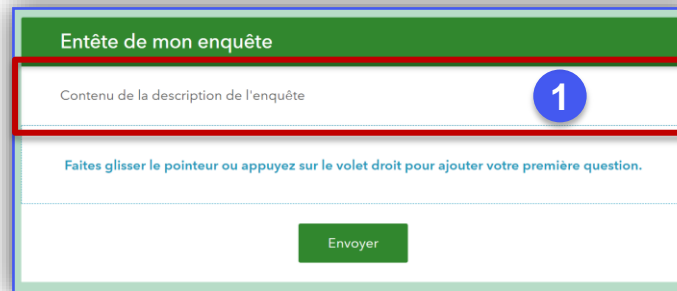 Entête de mon enquête
Contenu de la description de l'enquête
1
Faites glisser le pointeur ou appuyez sur le volet droit pour ajouter votre première question.
Envoyer